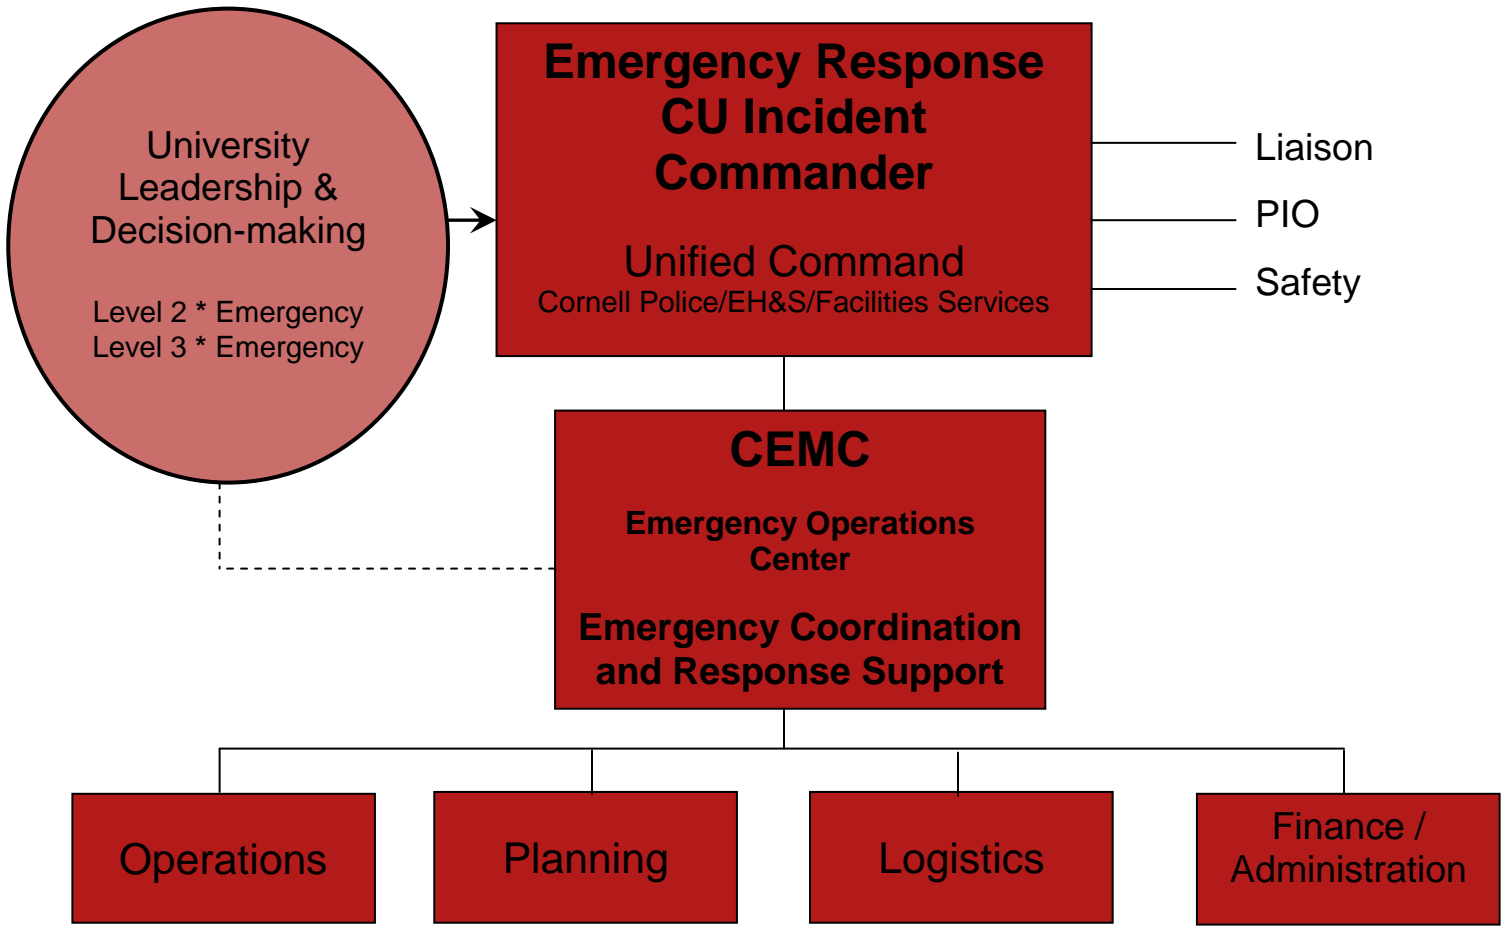 University
Leadership &
Decision-making
Level 2 * Emergency
Level 3 * Emergency
Emergency Response
CU Incident
Commander
Unified Command
Cornell Police/EH&S/Facilities Services
Liaison
PIO
Safety
CEMC
Emergency Operations
Center
Emergency Coordination
and Response Support
Operations
Planning
Logistics
Finance /
Administration